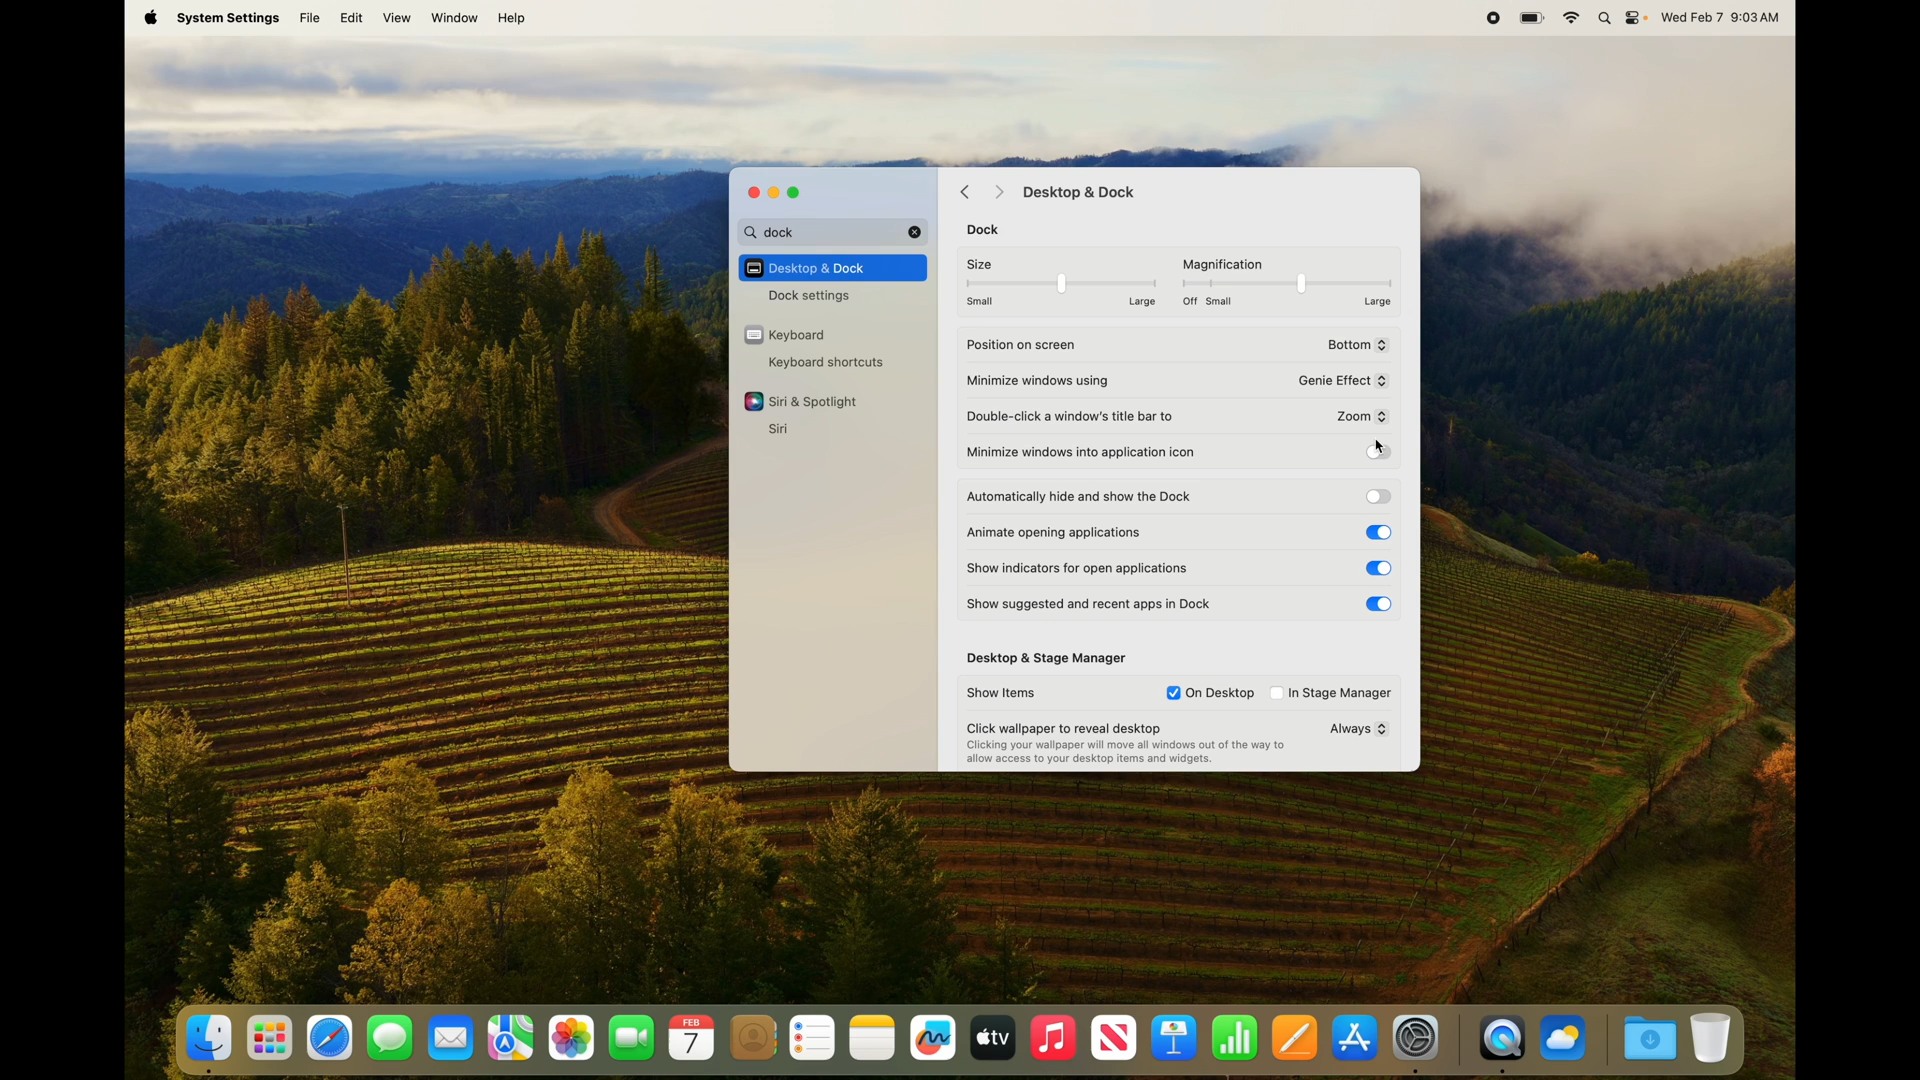 System Settings File Edit View Window Help Wed Feb 7 9:03 AM
Desktop & Dock
dock
Desktop & Dock
Dock settings
Keyboard
Keyboard shortcuts
Siri & Spotlight
Siri
Dock
Size Magnification
Small Large Off Small Large
Position on screen Bottom
Minimize windows using Genie Effect
Double-click a window's title bar to Zoom
Minimize windows into application icon
Automatically hide and show the Dock
Animate opening applications
Show indicators for open applications
Show suggested and recent apps in Dock
Desktop & Stage Manager
Show Items On Desktop In Stage Manager
Click wallpaper to reveal desktop Always
Clicking your wallpaper will move all windows out of the way to
allow access to your desktop items and widgets.
FEB
7
tv